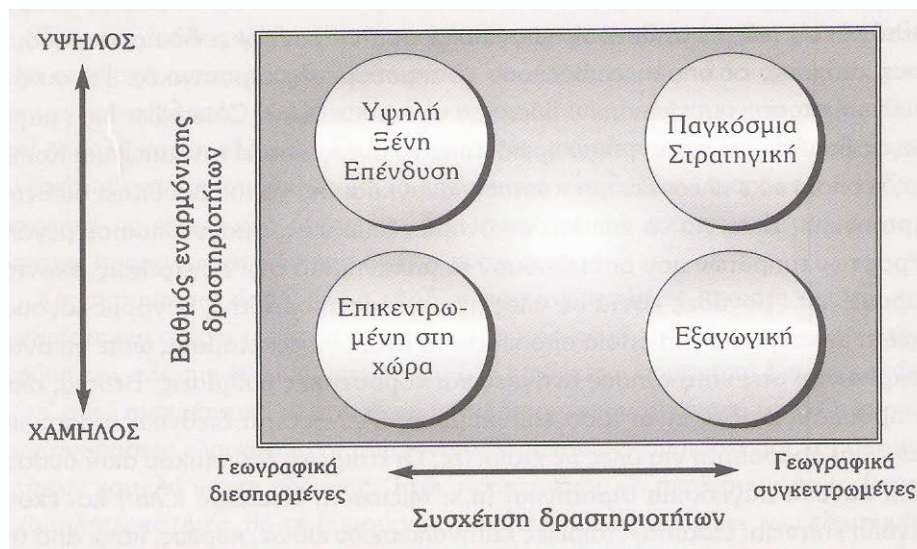 ΥΨΗΛΟΣ
Βαθμός εναρμόνισης
δραστηριοτήτων
ΧΑΜΗΛΟΣ
Υψηλή
Ξένη
Επένδυση
Παγκόσμια
Στρατηγική
Επικεντρω-
μένη στη
χώρα
Εξαγωγική
Γεωγραφικά
διεσπαρμένες
Γεωγραφικά
συγκεντρωμένες
Συσχέτιση δραστηριοτήτων